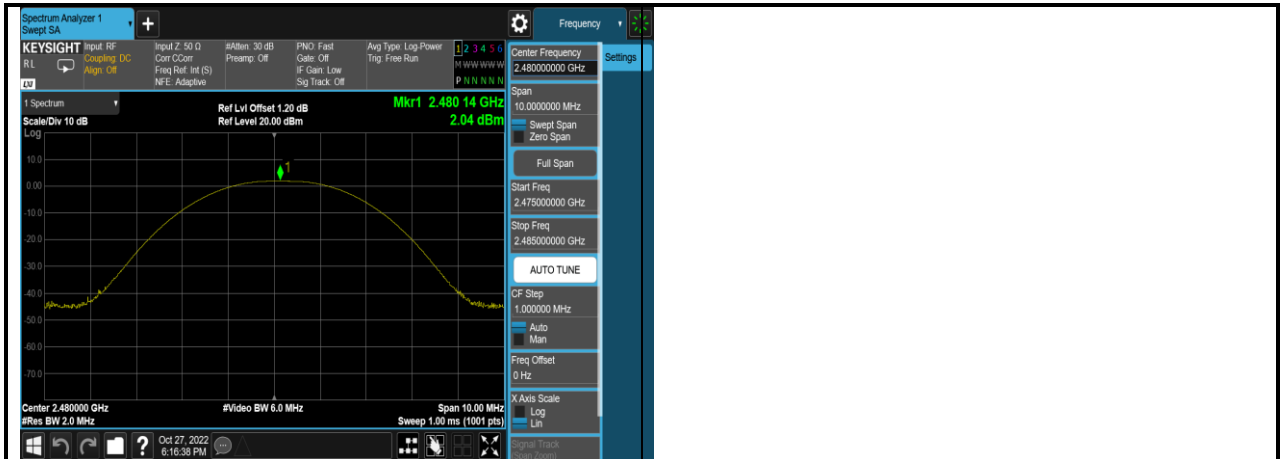 Spectrum Analyzer 1
Swept SA
Frequency
KEYSIGHT
RL
LXI
Input: RF
Coupling: DC
Align: Off
Input Z: 50 Ω
Corr CCorr
Freq Ref: Int (S)
NFE: Adaptive
#Atten: 30 dB
Preamp: Off
PNO: Fast
Gate: Off
IF Gain: Low
Sig Track: Off
Avg Type: Log-Power
Trig: Free Run
1 2 3 4 5 6
M W W W W W
P N N N N N
1 Spectrum
Scale/Div 10 dB
Ref Lvl Offset 1.20 dB
Ref Level 20.00 dBm
Mkr1 2.480 14 GHz
2.04 dBm
Log
10.0
0.00
-10.0
-20.0
-30.0
-40.0
-50.0
-60.0
-70.0
1
Center 2.480000 GHz
#Res BW 2.0 MHz
#Video BW 6.0 MHz
Span 10.00 MHz
Sweep 1.00 ms (1001 pts)
?
Oct 27, 2022
6:16:38 PM
Center Frequency
2.480000000 GHz
Settings
Span
10.0000000 MHz
Swept Span
Zero Span
Full Span
Start Freq
2.475000000 GHz
Stop Freq
2.485000000 GHz
AUTO TUNE
CF Step
1.000000 MHz
Auto
Man
Freq Offset
0 Hz
X Axis Scale
Log
Lin
Signal Track
(Span Zoom)